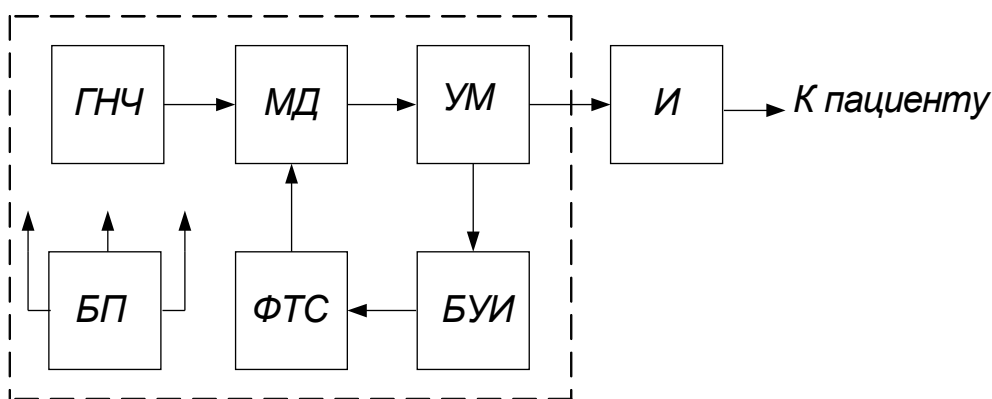 ГНЧ
МД
УМ
И
К пациенту
БП
ФТС
БУИ